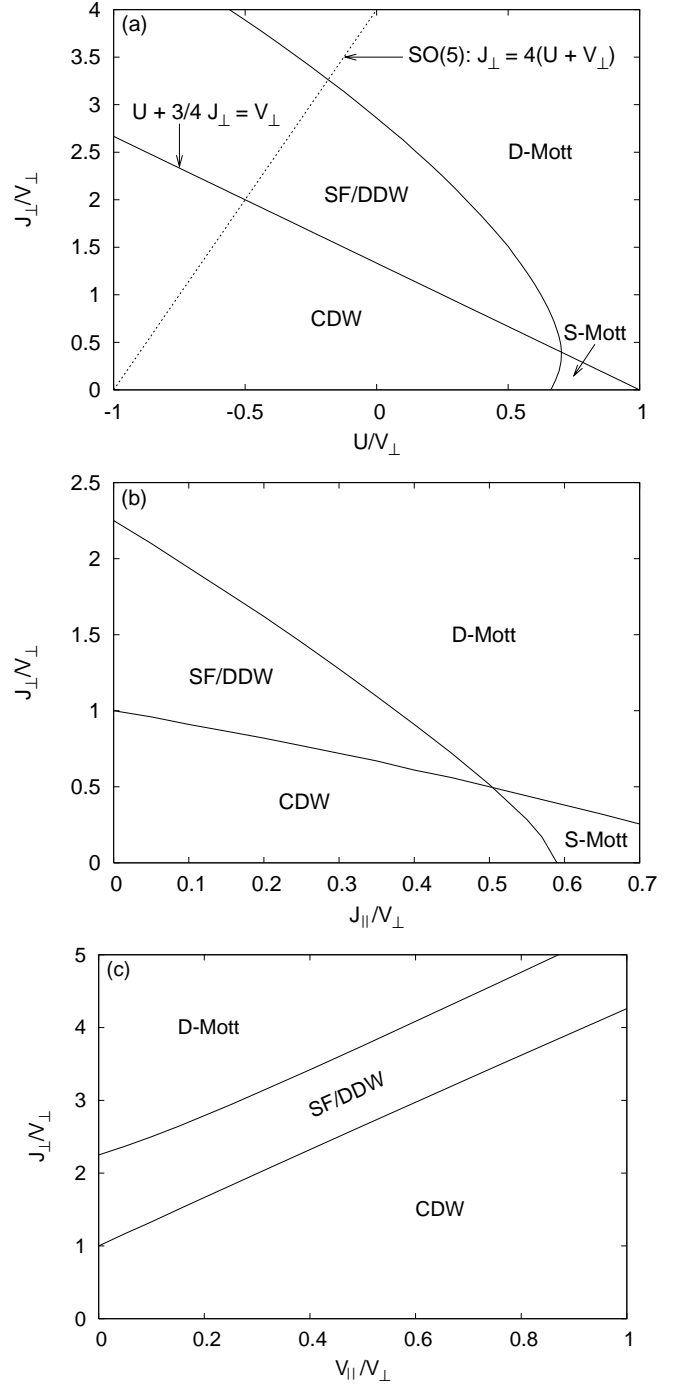 (a)
SO(5): J⊥ = 4(U + V⊥)
U + 3/4 J⊥ = V⊥
D-Mott
SF/DDW
CDW
S-Mott
J⊥/V⊥
4
3.5
3
2.5
2
1.5
1
0.5
0
-1
-0.5
0
0.5
1
U/V⊥
(b)
D-Mott
SF/DDW
CDW
S-Mott
J⊥/V⊥
2.5
2
1.5
1
0.5
0
0
0.1
0.2
0.3
0.4
0.5
0.6
0.7
J||/V⊥
(c)
D-Mott
SF/DDW
CDW
J⊥/V⊥
5
4
3
2
1
0
0
0.2
0.4
0.6
0.8
1
V||/V⊥